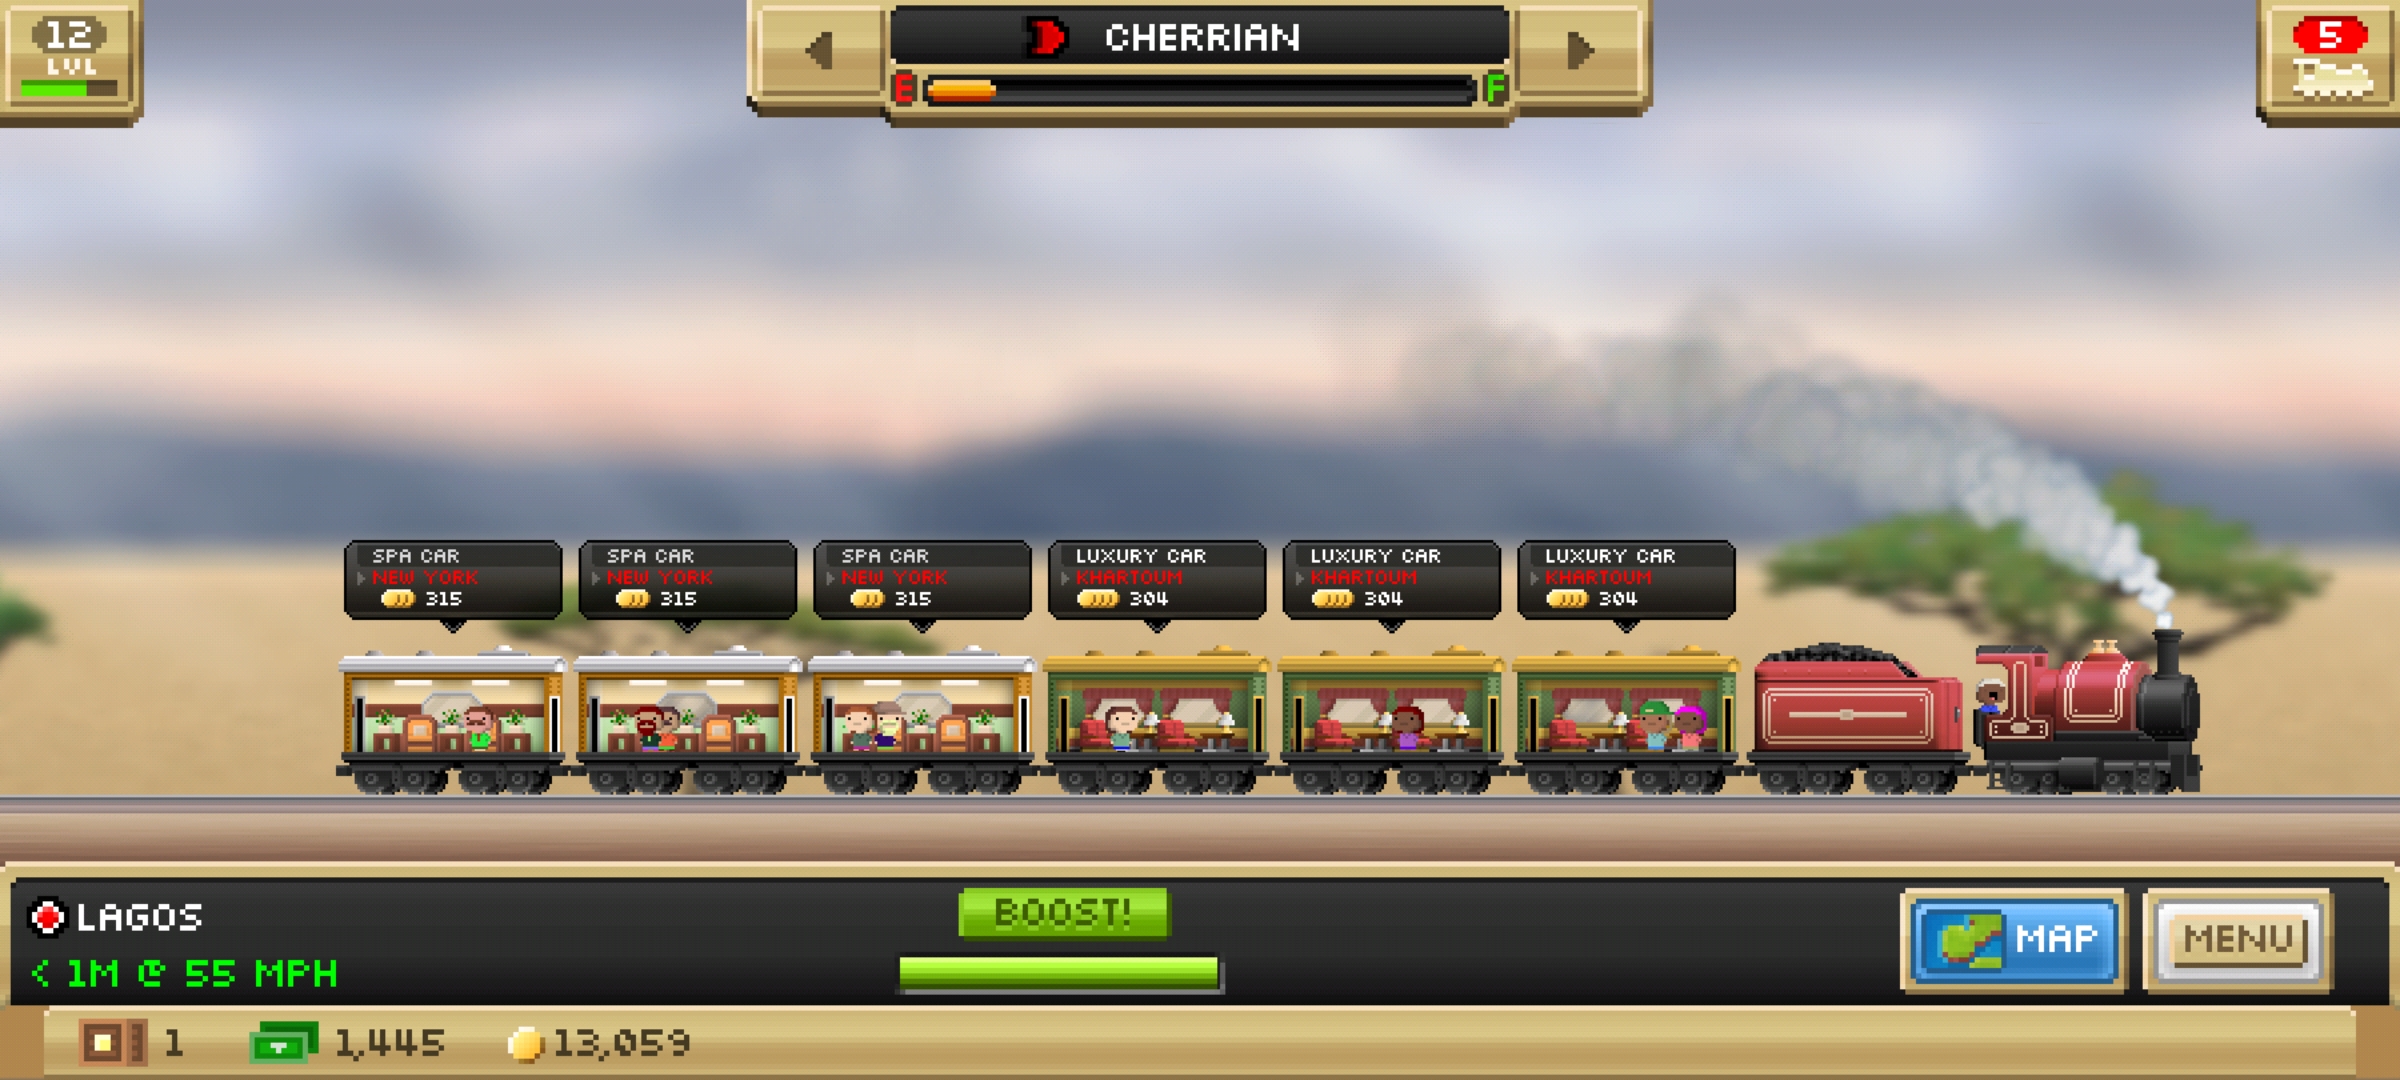 12
LVL
CHERRIAN
E F
5
SPA CAR
NEW YORK
315
SPA CAR
NEW YORK
315
SPA CAR
NEW YORK
315
LUXURY CAR
KHARTOUM
304
LUXURY CAR
KHARTOUM
304
LUXURY CAR
KHARTOUM
304
LAGOS
< 1M @ 55 MPH
BOOST!
MAP
MENU
1 1,445 13,059